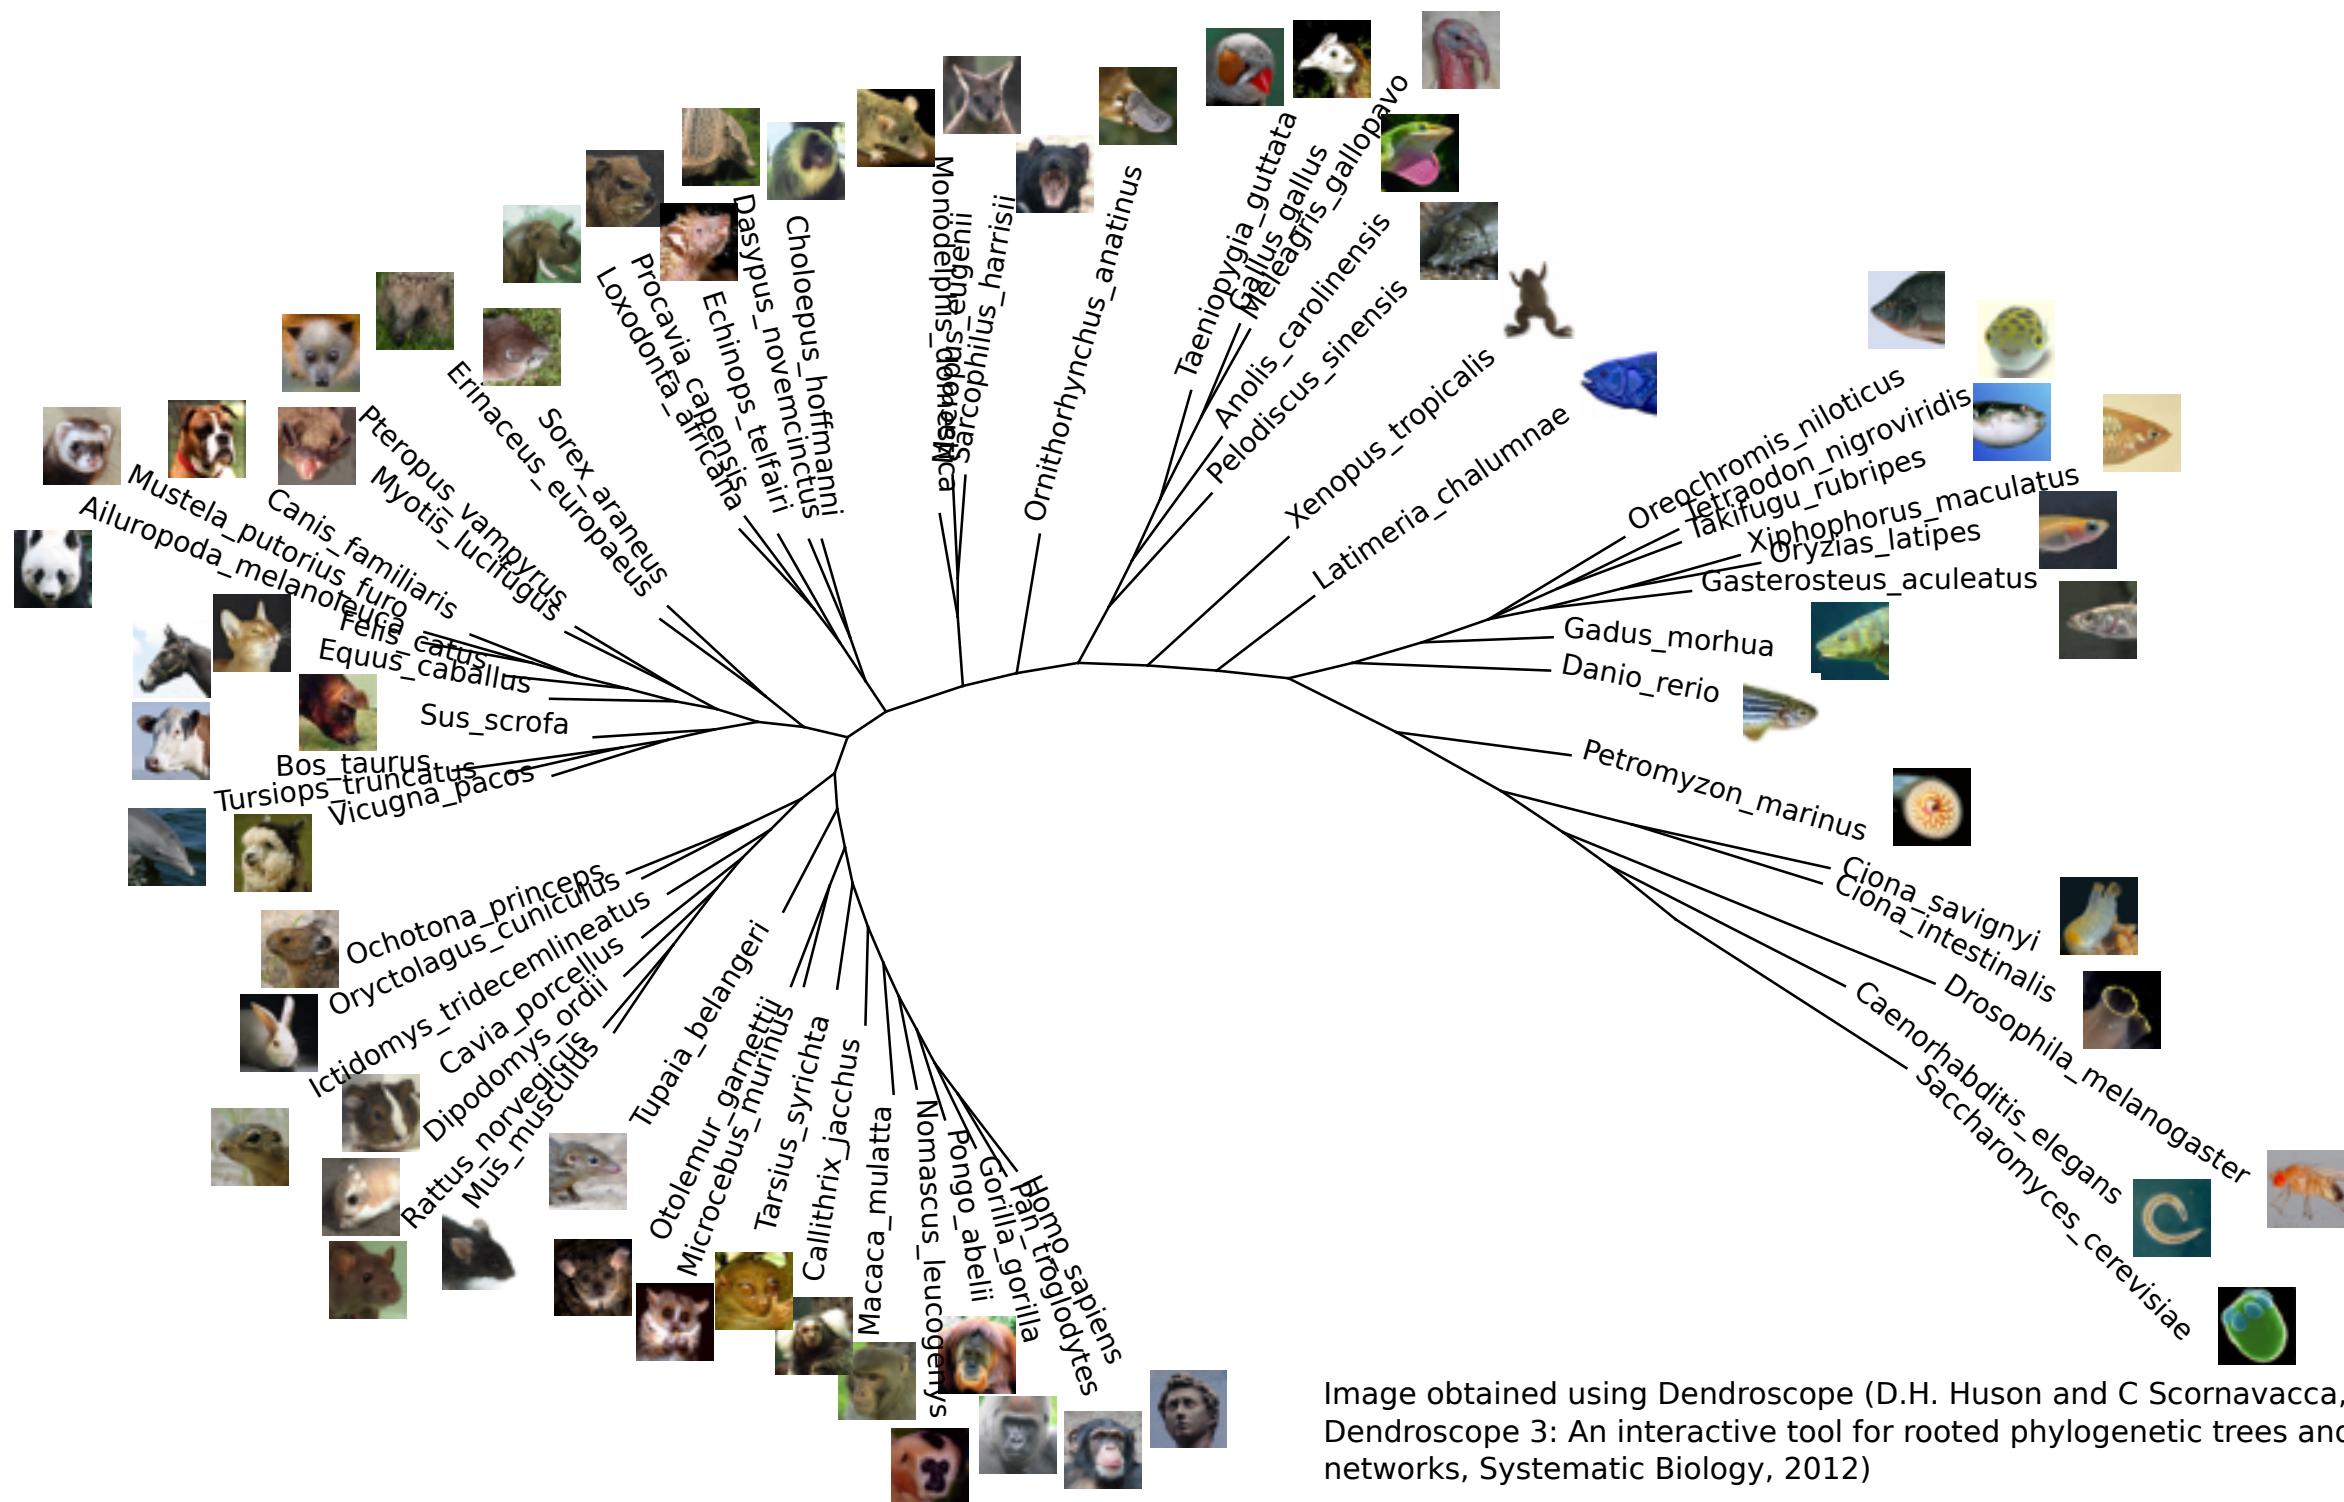 Monodelphis_domestica
Macropus_eugenii
Sarcophilus_harrisii
Ornithorhynchus_anatinus
Taeniopygia_guttata
Gallus_gallus
Meleagris_gallopavo
Anolis_carolinensis
Pelodiscus_sinensis
Xenopus_tropicalis
Latimeria_chalumnae
Oreochromis_niloticus
Tetraodon_nigroviridis
Takifugu_rubripes
Xiphophorus_maculatus
Oryzias_latipes
Gasterosteus_aculeatus
Gadus_morhua
Danio_rerio
Petromyzon_marinus
Ciona_savignyi
Ciona_intestinalis
Drosophila_melanogaster
Caenorhabditis_elegans
Saccharomyces_cerevisiae
Choloepus_hoffmanni
Dasypus_novemcinctus
Echinops_telfairi
Procavia_capensis
Loxodonta_africana
Sorex_araneus
Erinaceus_europaeus
Pteropus_vampyrus
Myotis_lucifugus
Canis_familiaris
Mustela_putorius_furo
Ailuropoda_melanoleuca
Felis_catus
Equus_caballus
Sus_scrofa
Bos_taurus
Tursiops_truncatus
Vicugna_pacos
Ochotona_princeps
Oryctolagus_cuniculus
Ictidomys_tridecemlineatus
Cavia_porcellus
Dipodomys_ordii
Rattus_norvegicus
Mus_musculus
Tupaia_belangeri
Otolemur_garnettii
Microcebus_murinus
Tarsius_syrichta
Callithrix_jacchus
Macaca_mulatta
Nomascus_leucogenys
Pongo_abelii
Gorilla_gorilla
Pan_troglodytes
Homo_sapiens
Image obtained using Dendroscope (D.H. Huson and C Scornavacca,
Dendroscope 3: An interactive tool for rooted phylogenetic trees and
networks, Systematic Biology, 2012)